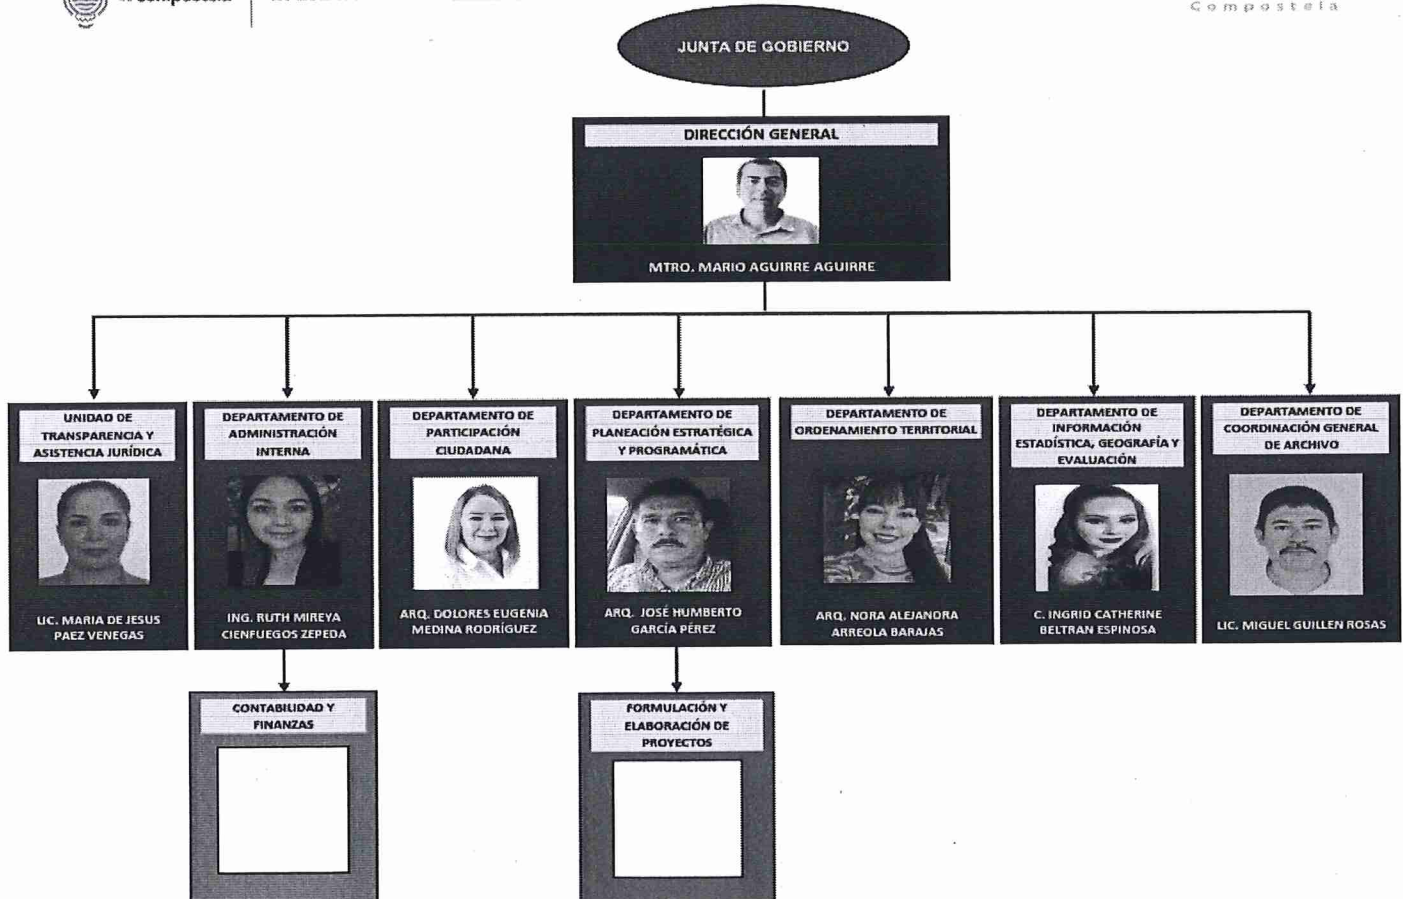 Compostela
JUNTA DE GOBIERNO
DIRECCIÓN GENERAL
MTRO. MARIO AGUIRRE AGUIRRE
UNIDAD DE
TRANSPARENCIA Y
ASISTENCIA JURÍDICA
LIC. MARIA DE JESUS
PAEZ VENEGAS
DEPARTAMENTO DE
ADMINISTRACIÓN
INTERNA
ING. RUTH MIREYA
CIENFUEGOS ZEPEDA
DEPARTAMENTO DE
PARTICIPACIÓN
CIUDADANA
ARQ. DOLORES EUGENIA
MEDINA RODRÍGUEZ
DEPARTAMENTO DE
PLANEACIÓN ESTRATÉGICA
Y PROGRAMÁTICA
ARQ. JOSÉ HUMBERTO
GARCÍA PÉREZ
DEPARTAMENTO DE
ORDENAMIENTO TERRITORIAL
ARQ. NORA ALEJANORA
ARREOLA BARAJAS
DEPARTAMENTO DE
INFORMACIÓN
ESTADÍSTICA, GEOGRAFÍA Y
EVALUACIÓN
C. INGRID CATHERINE
BELTRAN ESPINOSA
DEPARTAMENTO DE
COORDINACIÓN GENERAL
DE ARCHIVO
LIC. MIGUEL GUILLEN ROSAS
CONTABILIDAD Y
FINANZAS
FORMULACIÓN Y
ELABORACIÓN DE
PROYECTOS